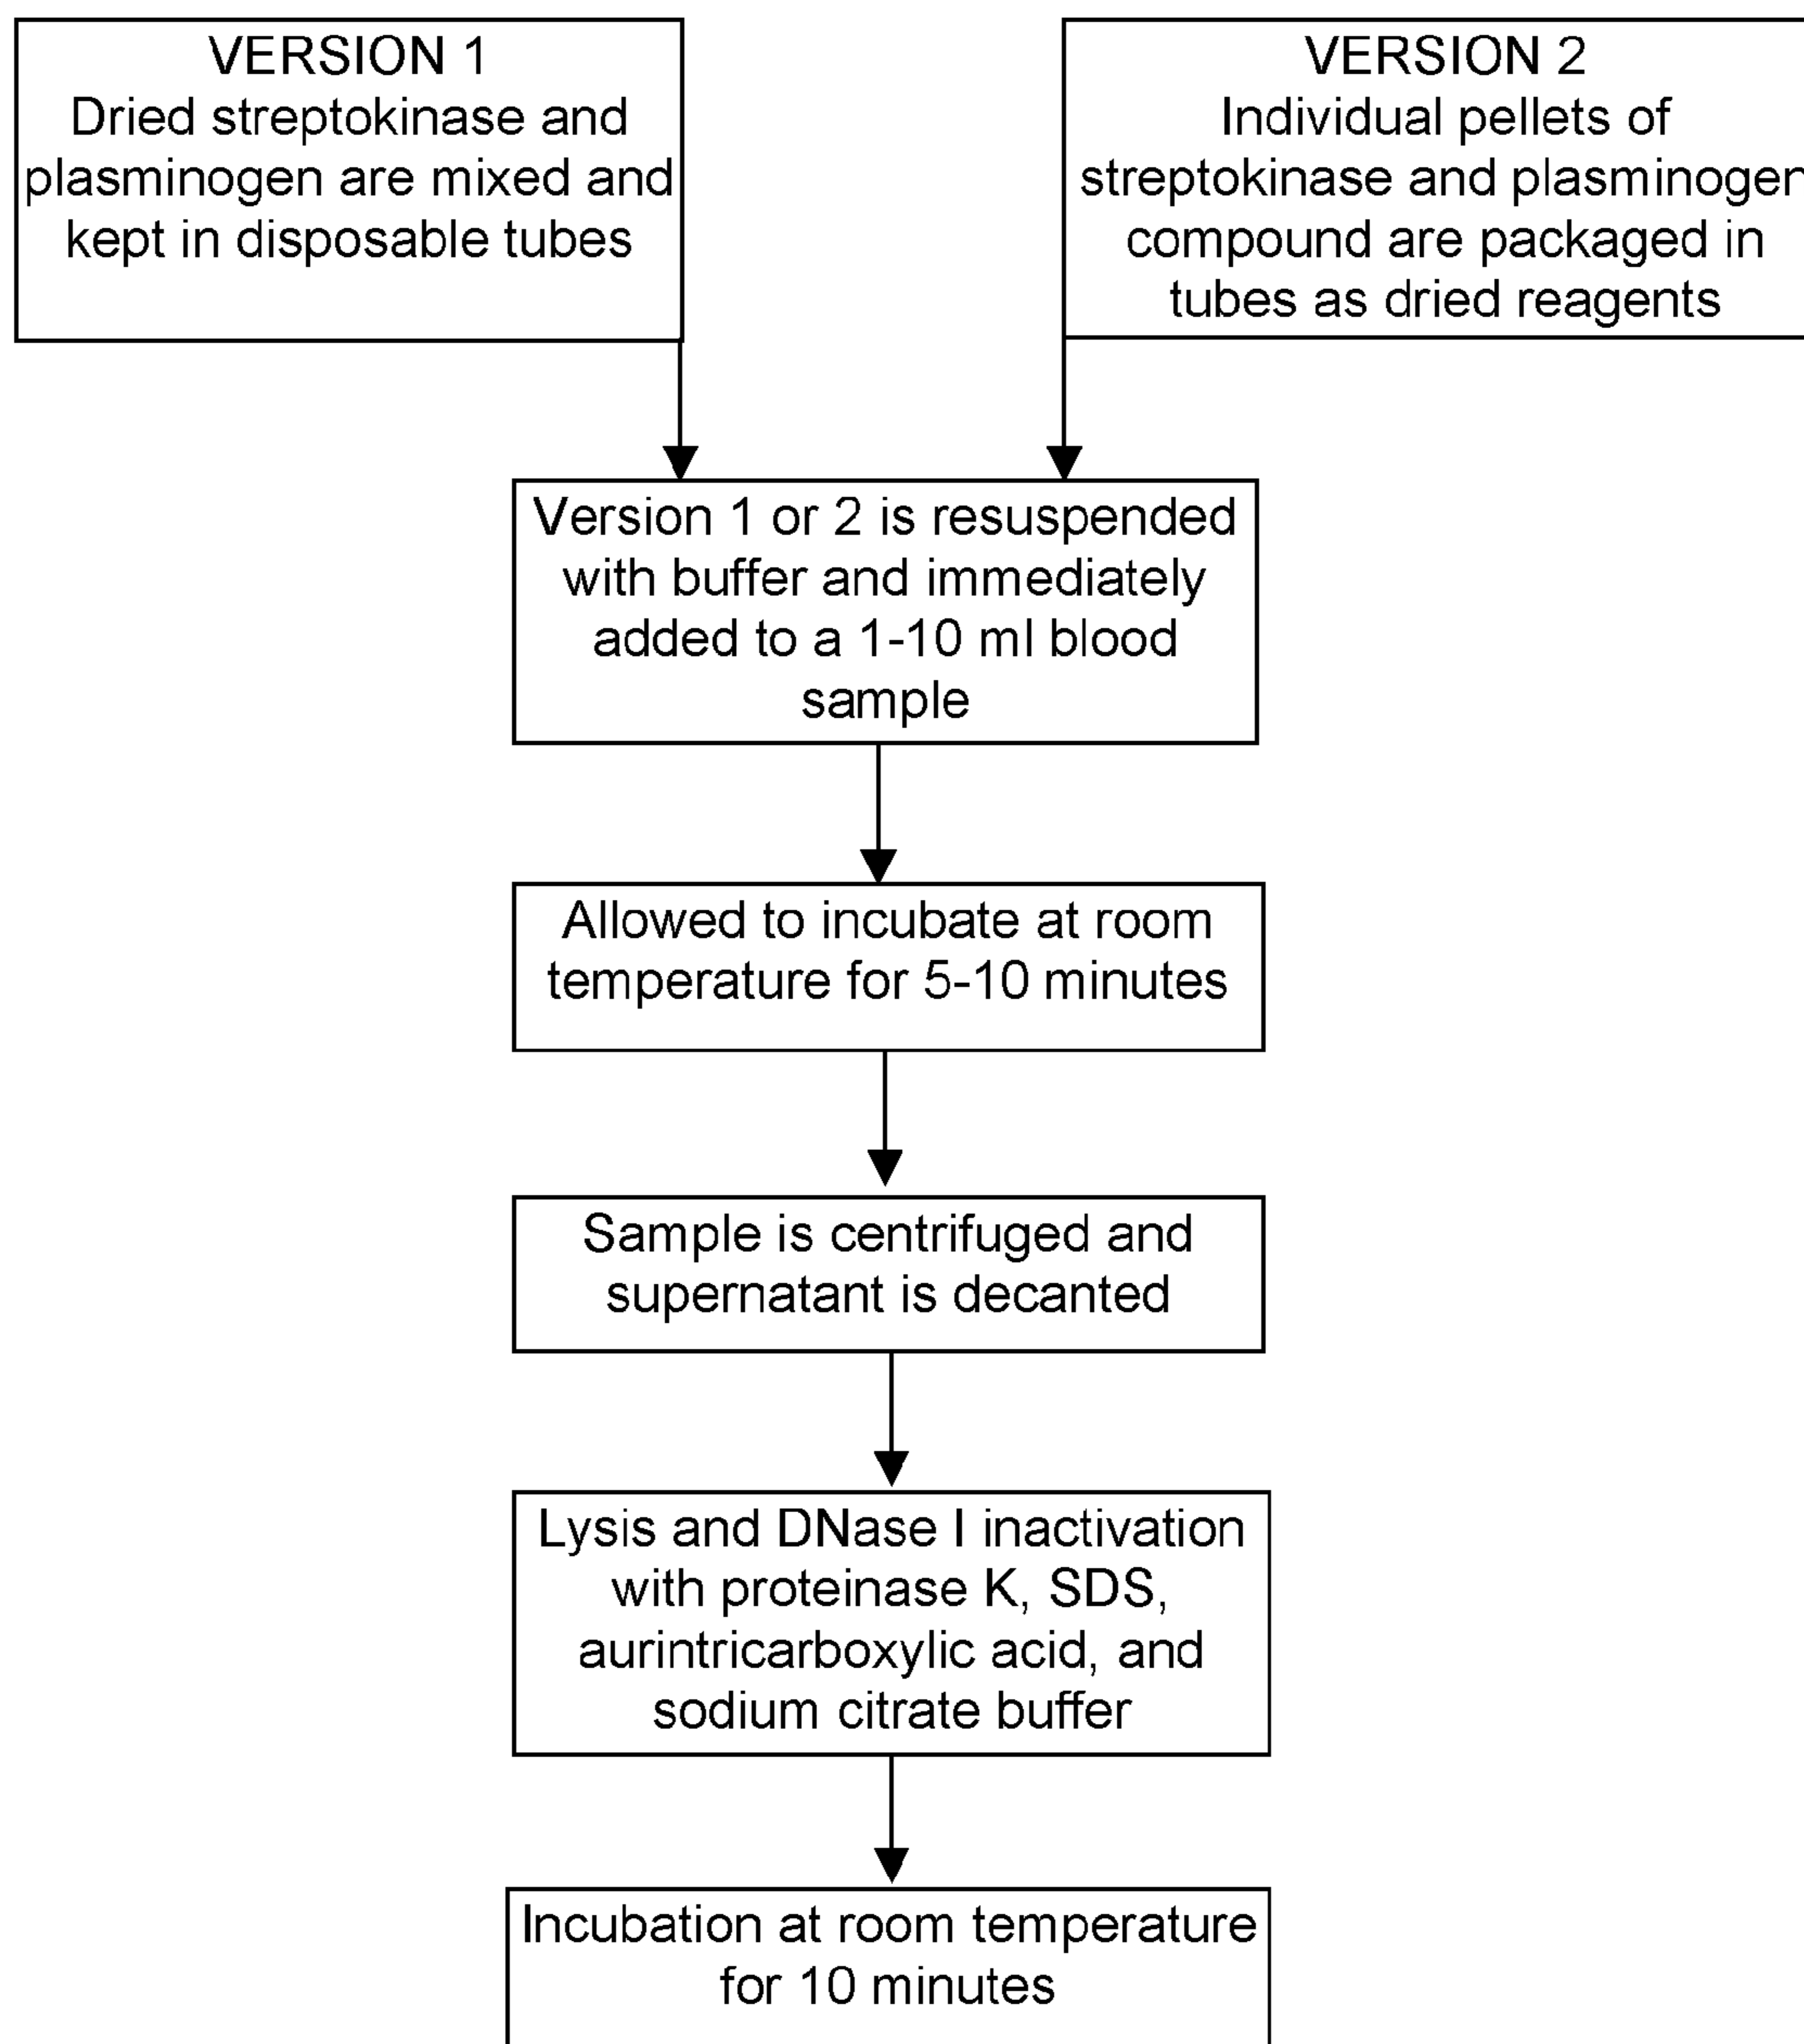 VERSION 1
Dried streptokinase and
plasminogen are mixed and
kept in disposable tubes
VERSION 2
Individual pellets of
streptokinase and plasminogen
compound are packaged in
tubes as dried reagents
Version 1 or 2 is resuspended
with buffer and immediately
added to a 1-10 ml blood
sample
Allowed to incubate at room
temperature for 5-10 minutes
Sample is centrifuged and
supernatant is decanted
Lysis and DNase I inactivation
with proteinase K, SDS,
aurintricarboxylic acid, and
sodium citrate buffer
Incubation at room temperature
for 10 minutes